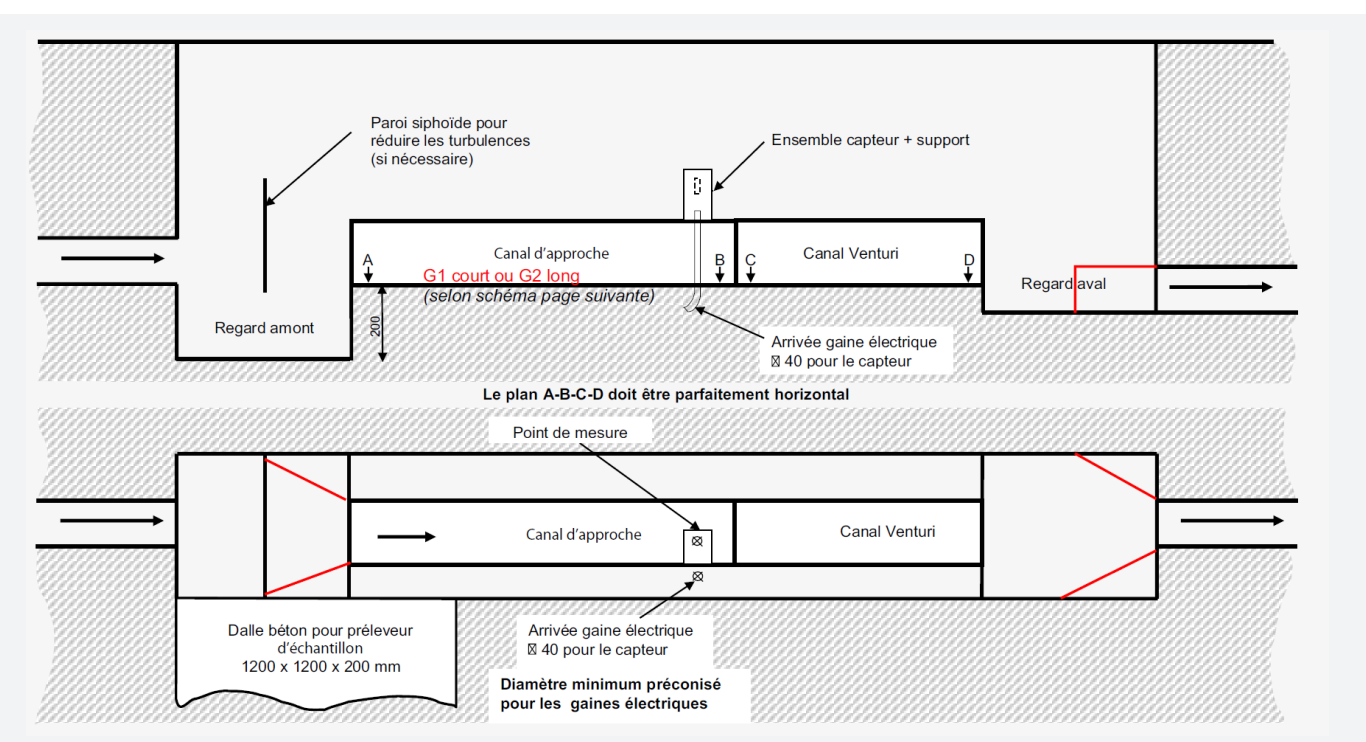 Paroi siphoïde pour
réduire les turbulences
(si nécessaire)
Ensemble capteur + support
A
Canal d'approche
B
C
Canal Venturi
D
G1 court ou G2 long
(selon schéma page suivante)
Regard aval
Regard amont
200
Arrivée gaine électrique
☒ 40 pour le capteur
Le plan A-B-C-D doit être parfaitement horizontal
Point de mesure
Canal d'approche
Canal Venturi
Dalle béton pour préleveur
d'échantillon
1200 x 1200 x 200 mm
Arrivée gaine électrique
☒ 40 pour le capteur
Diamètre minimum préconisé
pour les gaines électriques